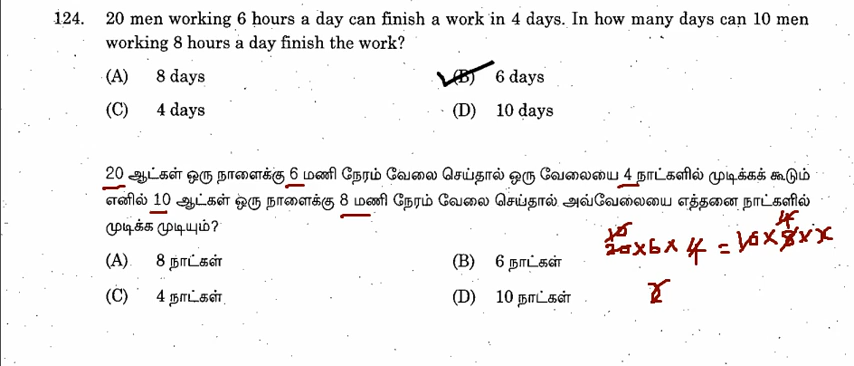 124. 20 men working 6 hours a day can finish a work in 4 days. In how many days can 10 men
working 8 hours a day finish the work?
(A) 8 days (B) 6 days
(C) 4 days (D) 10 days
20 ஆட்கள் ஒரு நாளைக்கு 6 மணி நேரம் வேலை செய்தால் ஒரு வேலையை 4 நாட்களில் முடிக்கக் கூடும்
எனில் 10 ஆட்கள் ஒரு நாளைக்கு 8 மணி நேரம் வேலை செய்தால் அவ்வேலையை எத்தனை நாட்களில்
முடிக்க முடியும்?
(A) 8 நாட்கள் (B) 6 நாட்கள்
(C) 4 நாட்கள் (D) 10 நாட்கள்
20 × 6 × 4 = 10 × 8 × x